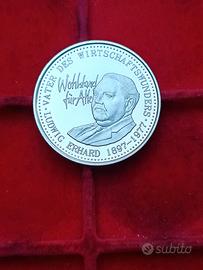 · VATER DES WIRTSCHAFTSWUNDERS ·
Wohlstand
für Alle!
LUDWIG ERHARD 1897-1977
subito